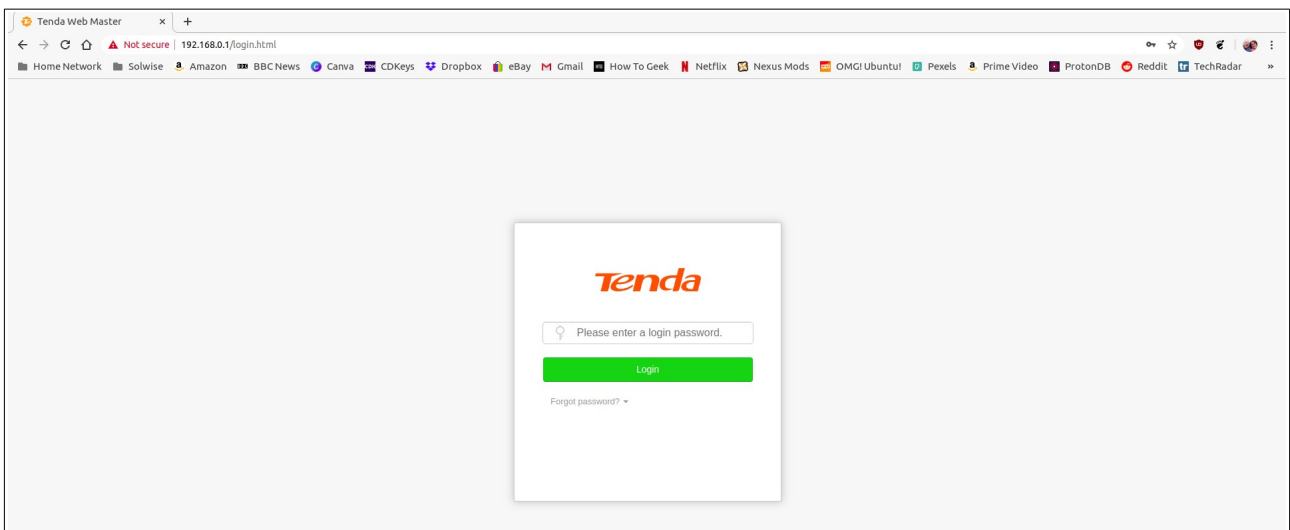 Tenda Web Master
Not secure | 192.168.0.1/login.html
Home Network Solwise Amazon BBC News Canva CDKeys Dropbox eBay Gmail How To Geek Netflix Nexus Mods OMG! Ubuntu! Pexels Prime Video ProtonDB Reddit TechRadar »
Tenda
Please enter a login password.
Login
Forgot password?